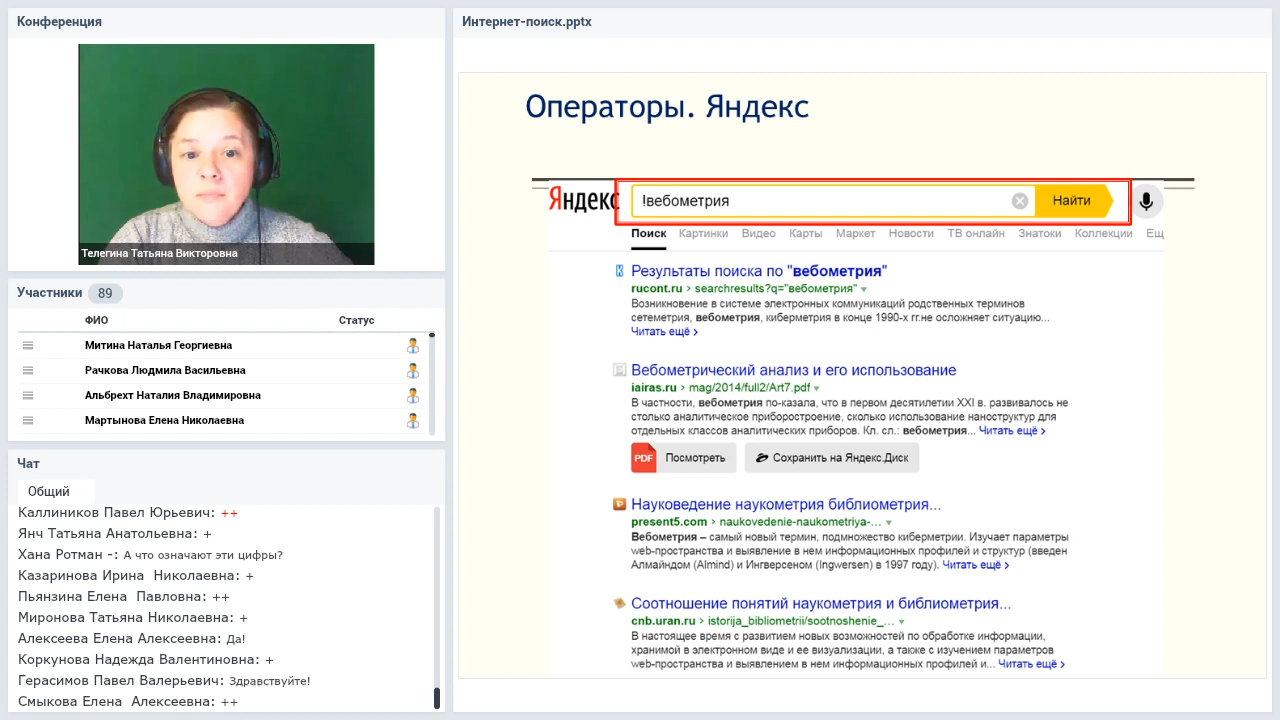 Конференция
Телегина Татьяна Викторовна
Участники 89
ФИО Статус
Митина Наталья Георгиевна
Рачкова Людмила Васильевна
Альбрехт Наталия Владимировна
Мартынова Елена Николаевна
Чат
Общий
Каллиников Павел Юрьевич: ++
Янч Татьяна Анатольевна: +
Хана Ротман -: А что означают эти цифры?
Казаринова Ирина Николаевна: +
Пьянзина Елена Павловна: ++
Миронова Татьяна Николаевна: +
Алексеева Елена Алексеевна: Да!
Коркунова Надежда Валентиновна: +
Герасимов Павел Валерьевич: Здравствуйте!
Смыкова Елена Алексеевна: ++
Интернет-поиск.pptx
Операторы. Яндекс
Яндекс !вебометрия Найти
Поиск Картинки Видео Карты Маркет Новости ТВ онлайн Знатоки Коллекции Ещ
Результаты поиска по "вебометрия"
rucont.ru › searchresults?q="вебометрия"
Возникновение в системе электронных коммуникаций родственных терминов
сетеметрия, вебометрия, киберметрия в конце 1990-х гг.не осложняет ситуацию...
Читать ещё ›
Вебометрический анализ и его использование
iairas.ru › mag/2014/full2/Art7.pdf
В частности, вебометрия по-казала, что в первом десятилетии XXI в. развивалось не
столько аналитическое приборостроение, сколько использование наноструктур для
отдельных классов аналитических приборов. Кл. сл.: вебометрия... Читать ещё ›
PDF Посмотреть Сохранить на Яндекс.Диск
Науковедение наукометрия библиометрия...
present5.com › naukovedenie-naukometriya-...
Вебометрия – самый новый термин, подмножество киберметрии. Изучает параметры
web-пространства и выявление в нем информационных профилей и структур (введен
Алмайндом (Almind) и Ингверсеном (Ingwersen) в 1997 году). Читать ещё ›
Соотношение понятий наукометрия и библиометрия...
cnb.uran.ru › istorija_bibliometrii/sootnoshenie_...
В настоящее время с развитием новых возможностей по обработке информации,
хранимой в электронном виде и ее визуализации, а также с изучением параметров
web-пространства и выявлением в нем информационных профилей и... Читать ещё ›